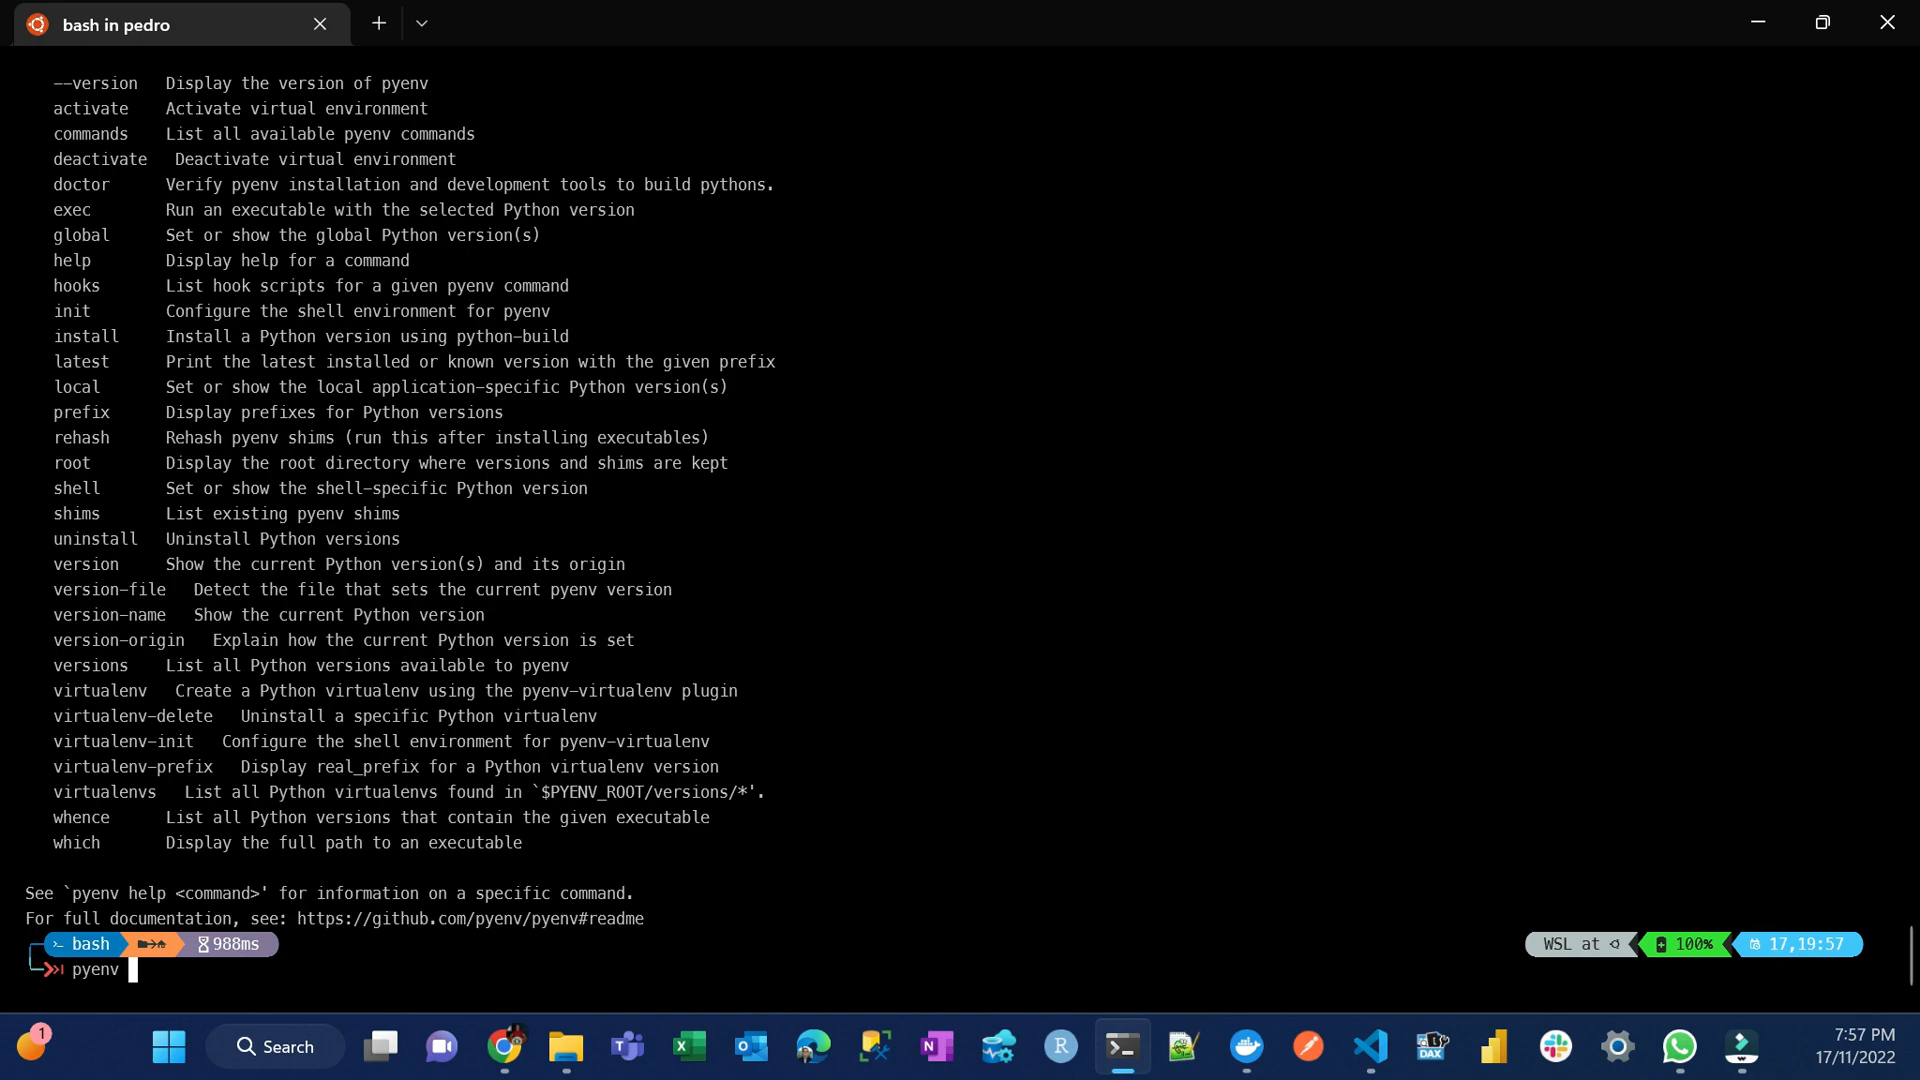 bash in pedro
--version   Display the version of pyenv
activate    Activate virtual environment
commands    List all available pyenv commands
deactivate   Deactivate virtual environment
doctor      Verify pyenv installation and development tools to build pythons.
exec        Run an executable with the selected Python version
global      Set or show the global Python version(s)
help        Display help for a command
hooks       List hook scripts for a given pyenv command
init        Configure the shell environment for pyenv
install     Install a Python version using python-build
latest      Print the latest installed or known version with the given prefix
local       Set or show the local application-specific Python version(s)
prefix      Display prefixes for Python versions
rehash      Rehash pyenv shims (run this after installing executables)
root        Display the root directory where versions and shims are kept
shell       Set or show the shell-specific Python version
shims       List existing pyenv shims
uninstall   Uninstall Python versions
version     Show the current Python version(s) and its origin
version-file   Detect the file that sets the current pyenv version
version-name   Show the current Python version
version-origin   Explain how the current Python version is set
versions    List all Python versions available to pyenv
virtualenv   Create a Python virtualenv using the pyenv-virtualenv plugin
virtualenv-delete   Uninstall a specific Python virtualenv
virtualenv-init   Configure the shell environment for pyenv-virtualenv
virtualenv-prefix   Display real_prefix for a Python virtualenv version
virtualenvs   List all Python virtualenvs found in `$PYENV_ROOT/versions/*'.
whence      List all Python versions that contain the given executable
which       Display the full path to an executable
See `pyenv help <command>' for information on a specific command.
For full documentation, see: https://github.com/pyenv/pyenv#readme
bash 988ms WSL at 100% 17,19:57
pyenv
1 Search DAX 7:57 PM
17/11/2022